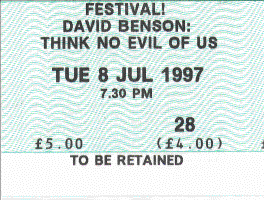 FESTIVAL!
DAVID BENSON:
THINK NO EVIL OF US
TUE 8 JUL 1997
7.30 PM
28
£5.00 (£4.00)
TO BE RETAINED